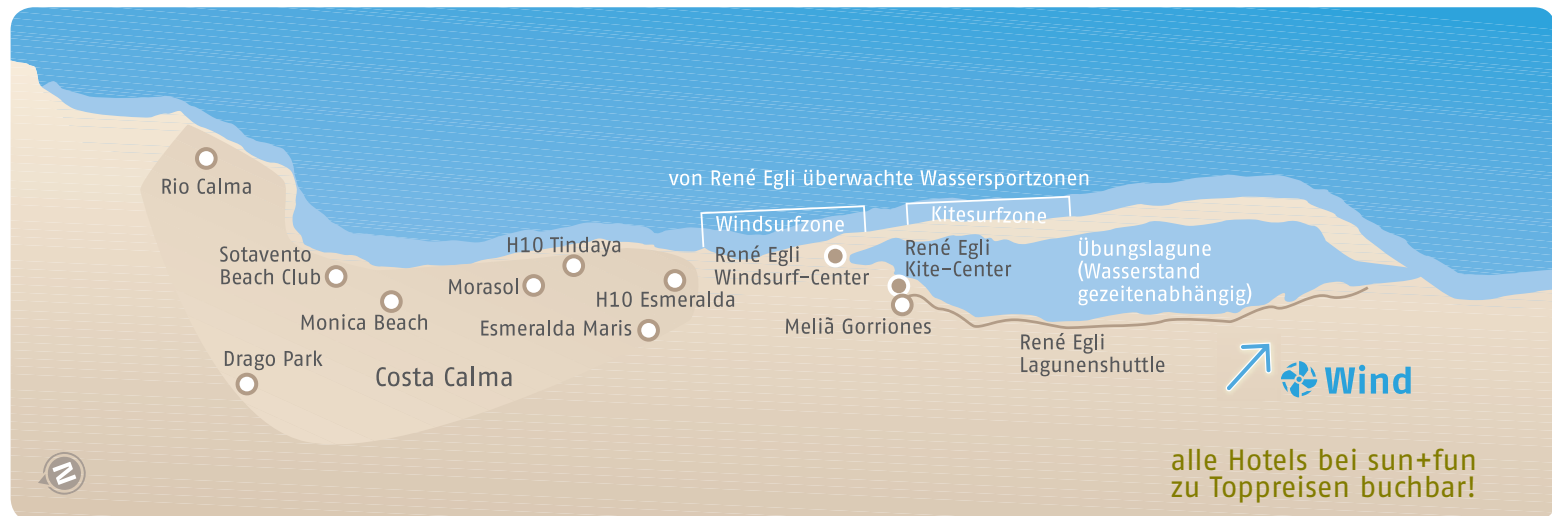 Rio Calma
von René Egli überwachte Wassersportzonen
Windsurfzone
Kitesurfzone
Sotavento
Beach Club
H10 Tindaya
Morasol
H10 Esmeralda
Monica Beach
Esmeralda Maris
René Egli
Windsurf-Center
René Egli
Kite-Center
Übungslagune
(Wasserstand
gezeitenabhängig)
Meliã Gorriones
Drago Park
Costa Calma
René Egli
Lagunenshuttle
Wind
N
alle Hotels bei sun+fun
zu Toppreisen buchbar!